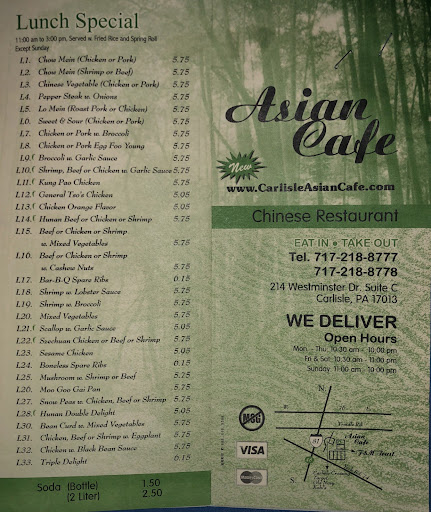 Lunch Special
11:00 am to 3:00 pm, Served w. Fried Rice and Spring Roll
Except Sunday
L1. Chow Mein (Chicken or Pork) 5.75
L2. Chow Mein (Shrimp or Beef) 5.75
L3. Chinese Vegetable (Chicken or Pork) 5.75
L4. Pepper Steak w. Onions 5.75
L5. Lo Mein (Roast Pork or Chicken) 5.75
L6. Sweet & Sour (Chicken or Pork) 5.75
L7. Chicken or Pork w. Broccoli 5.75
L8. Chicken or Pork Egg Foo Young 5.75
L9. Broccoli w. Garlic Sauce 5.75
L10. Shrimp, Beef or Chicken w. Garlic Sauce 5.75
L11. Kung Pao Chicken 5.75
L12. General Tso's Chicken 5.95
L13. Chicken Orange Flavor 5.95
L14. Hunan Beef or Chicken or Shrimp 5.75
L15. Beef or Chicken or Shrimp
w. Mixed Vegetables 5.75
L16. Beef or Chicken or Shrimp
w. Cashew Nuts 5.75
L17. Bar-B-Q Spare Ribs 6.15
L18. Shrimp w. Lobster Sauce 5.75
L19. Shrimp w. Broccoli 5.75
L20. Mixed Vegetables 5.75
L21. Scallop w. Garlic Sauce 5.95
L22. Szechuan Chicken or Beef or Shrimp 5.75
L23. Sesame Chicken 5.95
L24. Boneless Spare Ribs 6.15
L25. Mushroom w. Shrimp or Beef 5.75
L26. Moo Goo Gai Pan 5.75
L27. Snow Peas w. Chicken, Beef or Shrimp 5.75
L28. Hunan Double Delight 5.95
L30. Bean Curd w. Mixed Vegetables 5.75
L31. Chicken, Beef or Shrimp w. Eggplant 5.75
L32. Chicken w. Black Bean Sauce 5.75
L33. Triple Delight 6.15
Soda (Bottle) 1.50
(2 Liter) 2.50
Asian
Cafe
New
www.CarlisleAsianCafe.com
Chinese Restaurant
EAT IN • TAKE OUT
Tel. 717-218-8777
717-218-8778
214 Westminster Dr. Suite C
Carlisle, PA 17013
WE DELIVER
Open Hours
Mon - Thu: 10:30 am - 10:00 pm
Fri & Sat: 10:30 am - 11:00 pm
Sunday: 11:00 am - 10:00 pm
MSG
VISA
MasterCard
N.
81
Asian
Cafe
S.